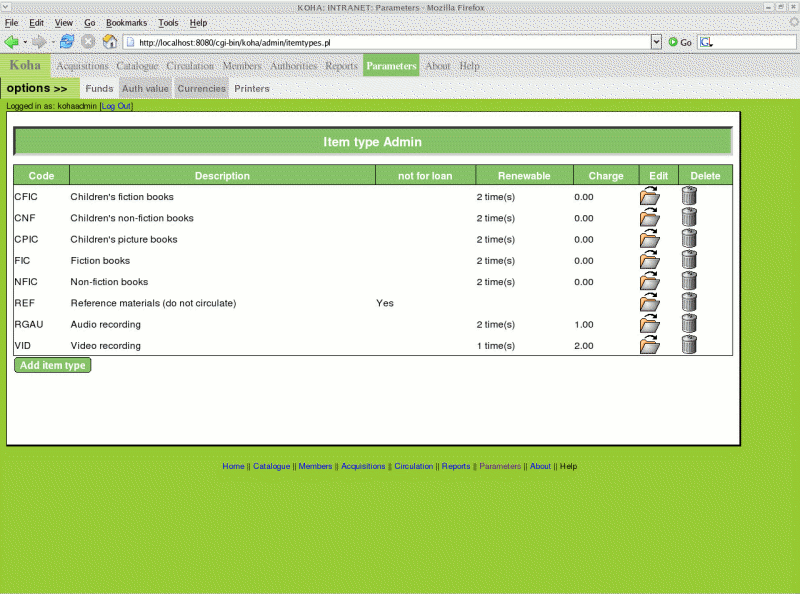 KOHA: INTRANET: Parameters - Mozilla Firefox
File Edit View Go Bookmarks Tools Help
http://localhost:8080/cgi-bin/koha/admin/itemtypes.pl Go G
Koha Acquisitions Catalogue Circulation Members Authorities Reports Parameters About Help
options >> Funds Auth value Currencies Printers
Logged in as: kohaadmin [Log Out]
Item type Admin
Code Description not for loan Renewable Charge Edit Delete
CFIC Children's fiction books 2 time(s) 0.00
CNF Children's non-fiction books 2 time(s) 0.00
CPIC Children's picture books 2 time(s) 0.00
FIC Fiction books 2 time(s) 0.00
NFIC Non-fiction books 2 time(s) 0.00
REF Reference materials (do not circulate) Yes
RGAU Audio recording 2 time(s) 1.00
VID Video recording 1 time(s) 2.00
Add item type
Home || Catalogue || Members || Acquisitions || Circulation || Reports || Parameters || About || Help